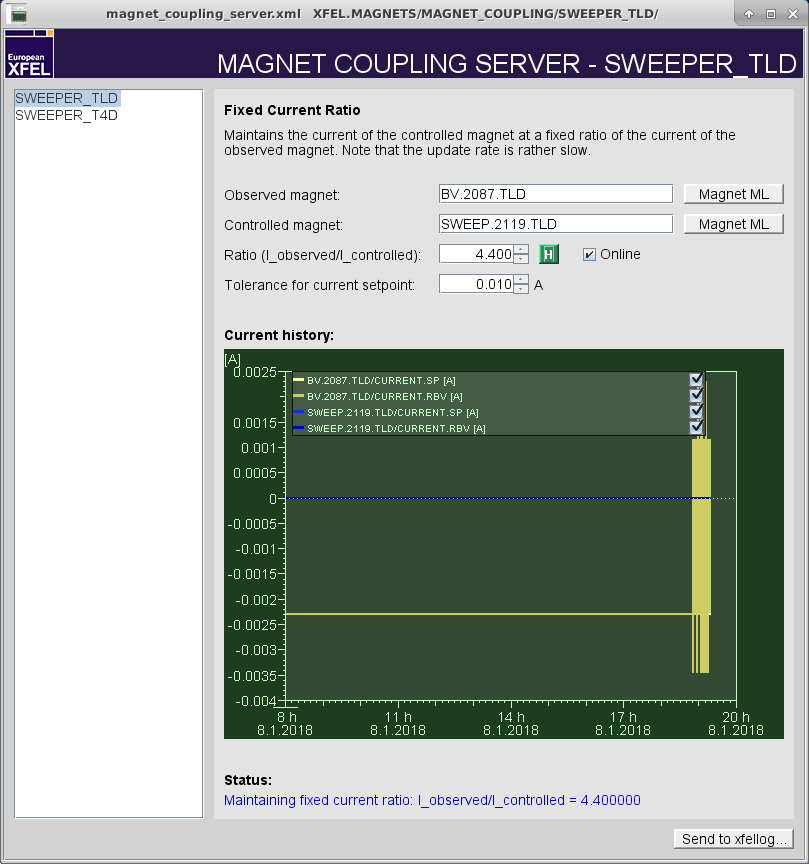 magnet_coupling_server.xml   XFEL.MAGNETS/MAGNET_COUPLING/SWEEPER_TLD/
European
XFEL
MAGNET COUPLING SERVER - SWEEPER_TLD
SWEEPER_TLD
SWEEPER_T4D
Fixed Current Ratio
Maintains the current of the controlled magnet at a fixed ratio of the current of the
observed magnet. Note that the update rate is rather slow.
Observed magnet: BV.2087.TLD Magnet ML
Controlled magnet: SWEEP.2119.TLD Magnet ML
Ratio (I_observed/I_controlled): 4.400 H Online
Tolerance for current setpoint: 0.010 A
Current history:
[A]
0.0025
0.0015
0.001
0.0005
0
-0.0005
-0.001
-0.0015
-0.002
-0.0025
-0.003
-0.0035
-0.004
BV.2087.TLD/CURRENT.SP [A]
BV.2087.TLD/CURRENT.RBV [A]
SWEEP.2119.TLD/CURRENT.SP [A]
SWEEP.2119.TLD/CURRENT.RBV [A]
8 h 11 h 14 h 17 h 20 h
8.1.2018 8.1.2018 8.1.2018 8.1.2018 8.1.2018
Status:
Maintaining fixed current ratio: I_observed/I_controlled = 4.400000
Send to xfellog...